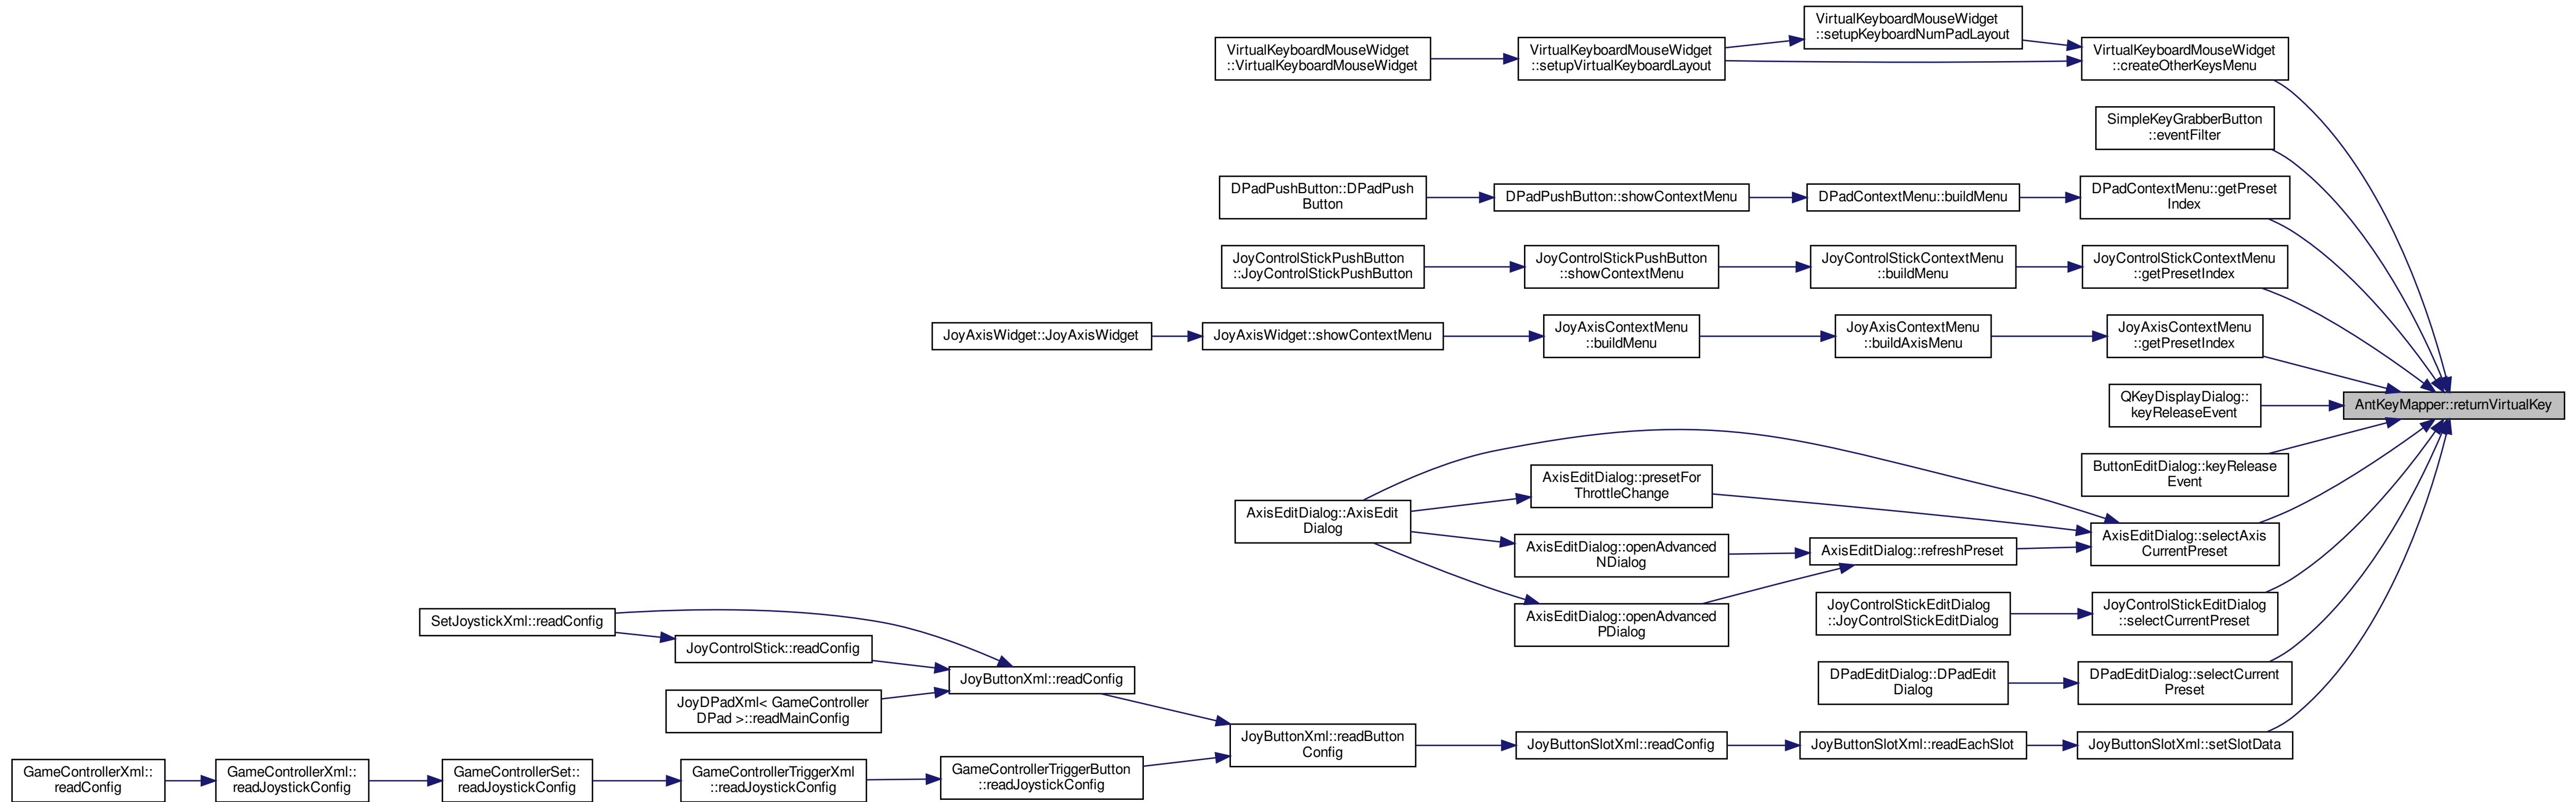 VirtualKeyboardMouseWidget
::VirtualKeyboardMouseWidget
VirtualKeyboardMouseWidget
::setupVirtualKeyboardLayout
VirtualKeyboardMouseWidget
::setupKeyboardNumPadLayout
VirtualKeyboardMouseWidget
::createOtherKeysMenu
SimpleKeyGrabberButton
::eventFilter
DPadPushButton::DPadPush
Button
DPadPushButton::showContextMenu
DPadContextMenu::buildMenu
DPadContextMenu::getPreset
Index
JoyControlStickPushButton
::JoyControlStickPushButton
JoyControlStickPushButton
::showContextMenu
JoyControlStickContextMenu
::buildMenu
JoyControlStickContextMenu
::getPresetIndex
JoyAxisWidget::JoyAxisWidget
JoyAxisWidget::showContextMenu
JoyAxisContextMenu
::buildMenu
JoyAxisContextMenu
::buildAxisMenu
JoyAxisContextMenu
::getPresetIndex
QKeyDisplayDialog::
keyReleaseEvent
AntKeyMapper::returnVirtualKey
ButtonEditDialog::keyRelease
Event
AxisEditDialog::AxisEdit
Dialog
AxisEditDialog::presetFor
ThrottleChange
AxisEditDialog::openAdvanced
NDialog
AxisEditDialog::refreshPreset
AxisEditDialog::selectAxis
CurrentPreset
AxisEditDialog::openAdvanced
PDialog
JoyControlStickEditDialog
::JoyControlStickEditDialog
JoyControlStickEditDialog
::selectCurrentPreset
SetJoystickXml::readConfig
JoyControlStick::readConfig
JoyButtonXml::readConfig
JoyDPadXml< GameController
DPad >::readMainConfig
DPadEditDialog::DPadEdit
Dialog
DPadEditDialog::selectCurrent
Preset
JoyButtonXml::readButton
Config
JoyButtonSlotXml::readConfig
JoyButtonSlotXml::readEachSlot
JoyButtonSlotXml::setSlotData
GameControllerXml::
readConfig
GameControllerXml::
readJoystickConfig
GameControllerSet::
readJoystickConfig
GameControllerTriggerXml
::readJoystickConfig
GameControllerTriggerButton
::readJoystickConfig